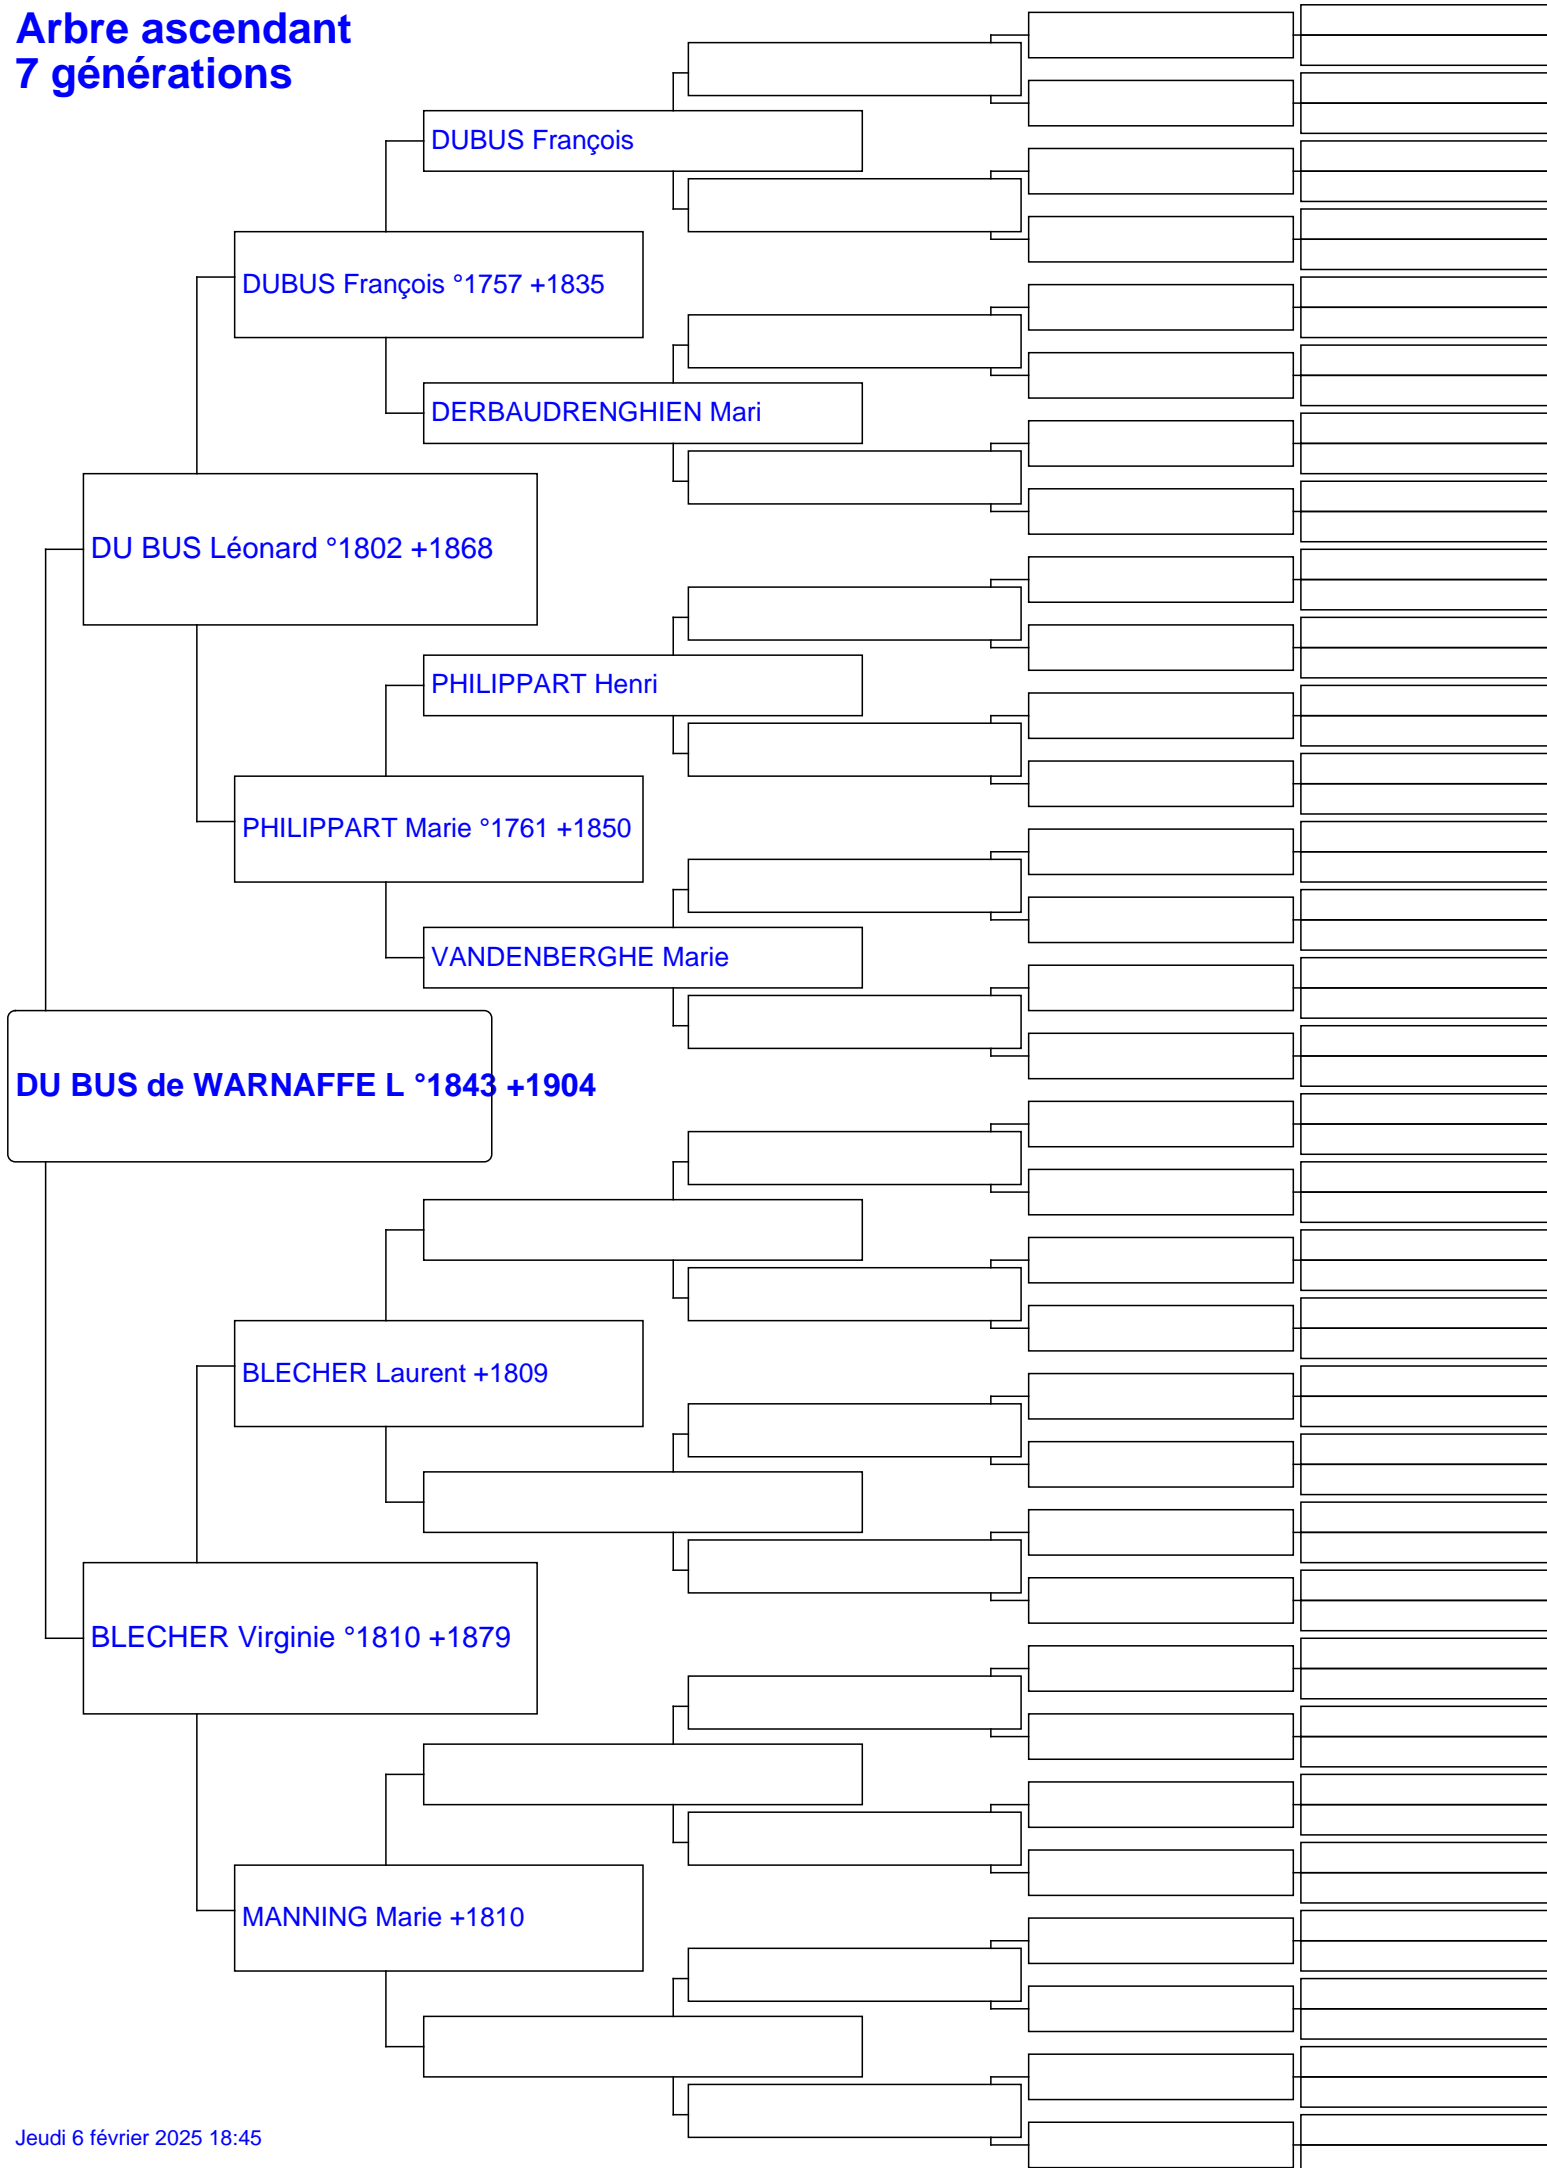 Arbre ascendant
7 générations
DUBUS François
DUBUS François °1757 +1835
DERBAUDRENGHIEN Mari
DU BUS Léonard °1802 +1868
PHILIPPART Henri
PHILIPPART Marie °1761 +1850
VANDENBERGHE Marie
DU BUS de WARNAFFE L °1843 +1904
BLECHER Laurent +1809
BLECHER Virginie °1810 +1879
MANNING Marie +1810
Jeudi 6 février 2025 18:45